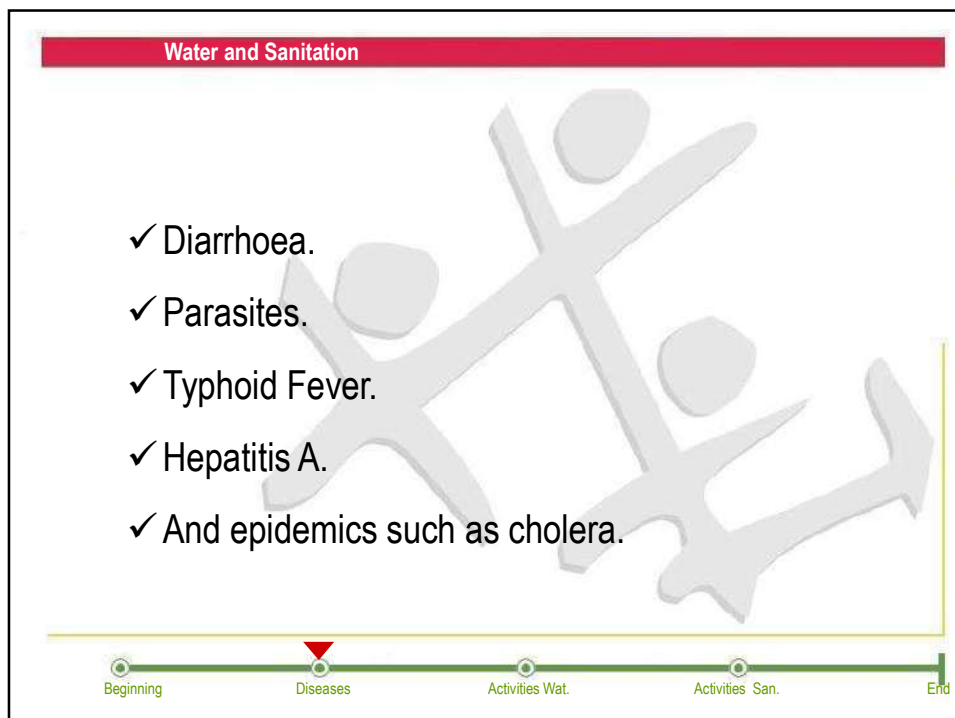 Water and Sanitation
✓ Diarrhoea.
✓ Parasites.
✓ Typhoid Fever.
✓ Hepatitis A.
✓ And epidemics such as cholera.
Beginning Diseases Activities Wat. Activities San. End